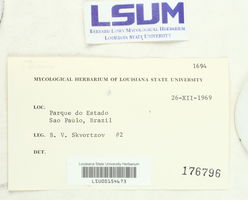 LSUM
BERNARD LOWY MYCOLOGICAL HERBARIUM
LOUISIANA STATE UNIVERSITY
1694
MYCOLOGICAL HERBARIUM OF LOUISIANA STATE UNIVERSITY
26-XII-1969
LOC. Parque do Estado
Sao Paulo, Brazil
LEG. B. V. Skvortzov #2
DET.
Louisiana State University Herbarium
176796